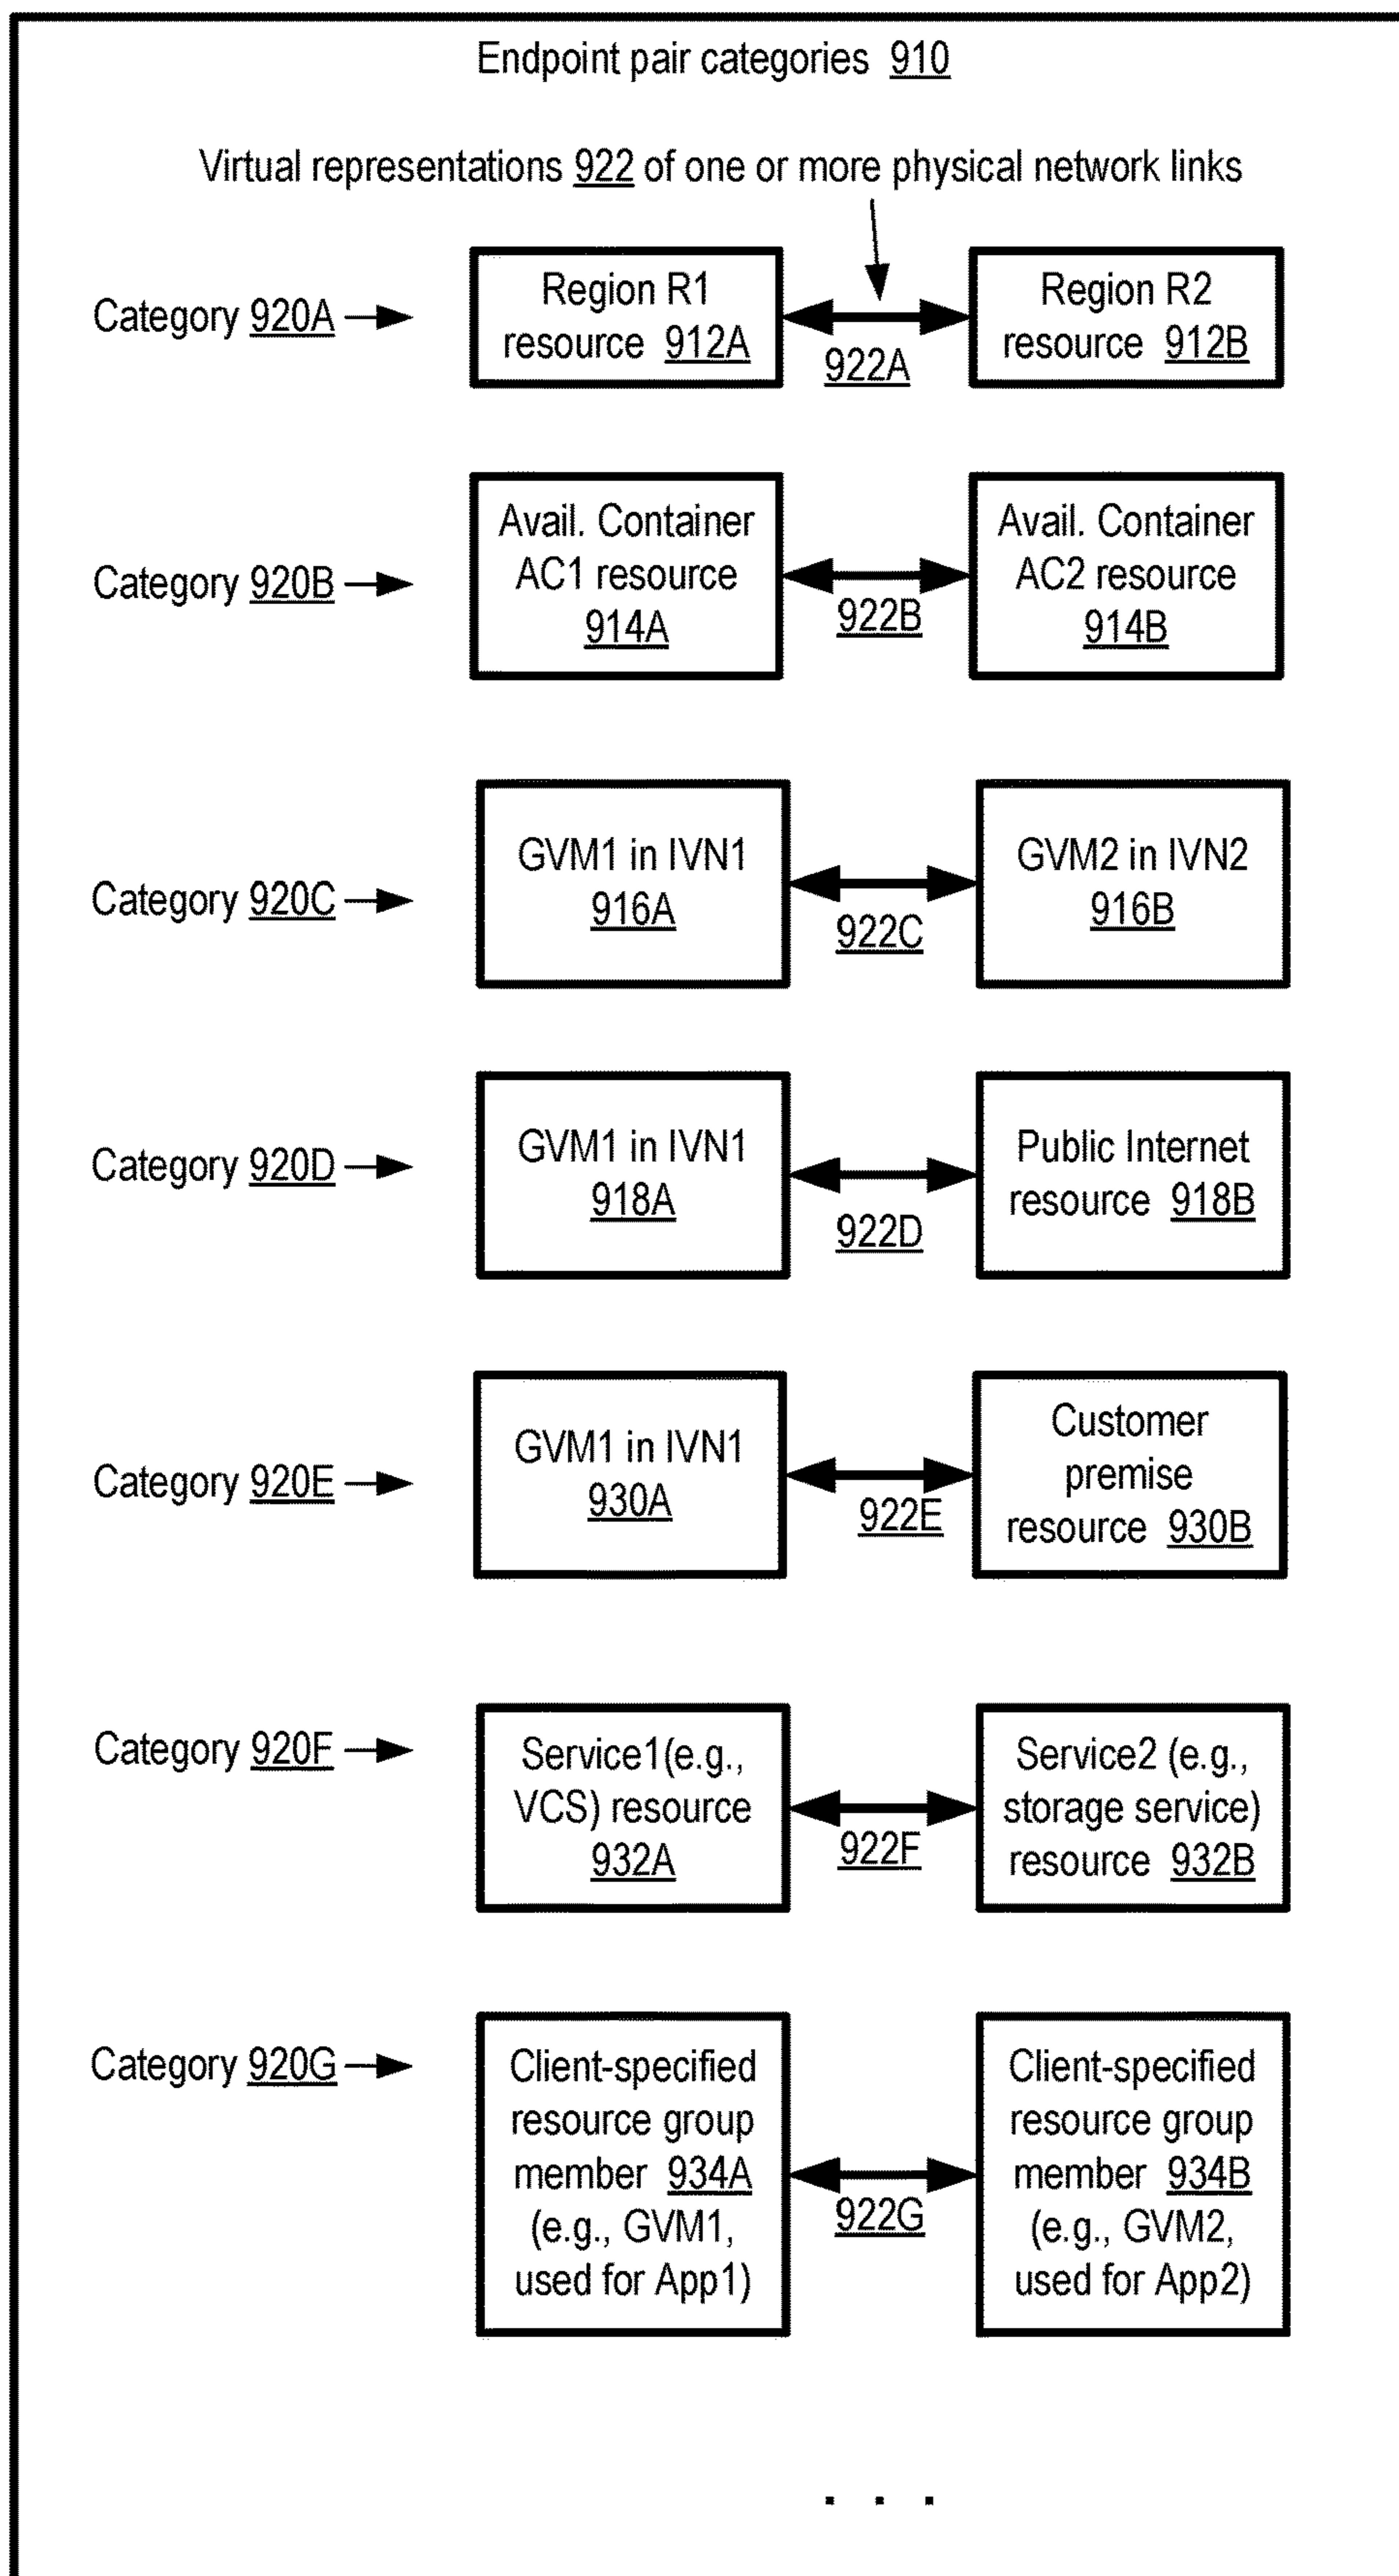 Endpoint pair categories 910
Virtual representations 922 of one or more physical network links
Category 920A
Region R1
resource 912A
922A
Region R2
resource 912B
Category 920B
Avail. Container
AC1 resource
914A
922B
Avail. Container
AC2 resource
914B
Category 920C
GVM1 in IVN1
916A
922C
GVM2 in IVN2
916B
Category 920D
GVM1 in IVN1
918A
922D
Public Internet
resource 918B
Category 920E
GVM1 in IVN1
930A
922E
Customer
premise
resource 930B
Category 920F
Service1(e.g.,
VCS) resource
932A
922F
Service2 (e.g.,
storage service)
resource 932B
Category 920G
Client-specified
resource group
member 934A
(e.g., GVM1,
used for App1)
922G
Client-specified
resource group
member 934B
(e.g., GVM2,
used for App2)
. . .